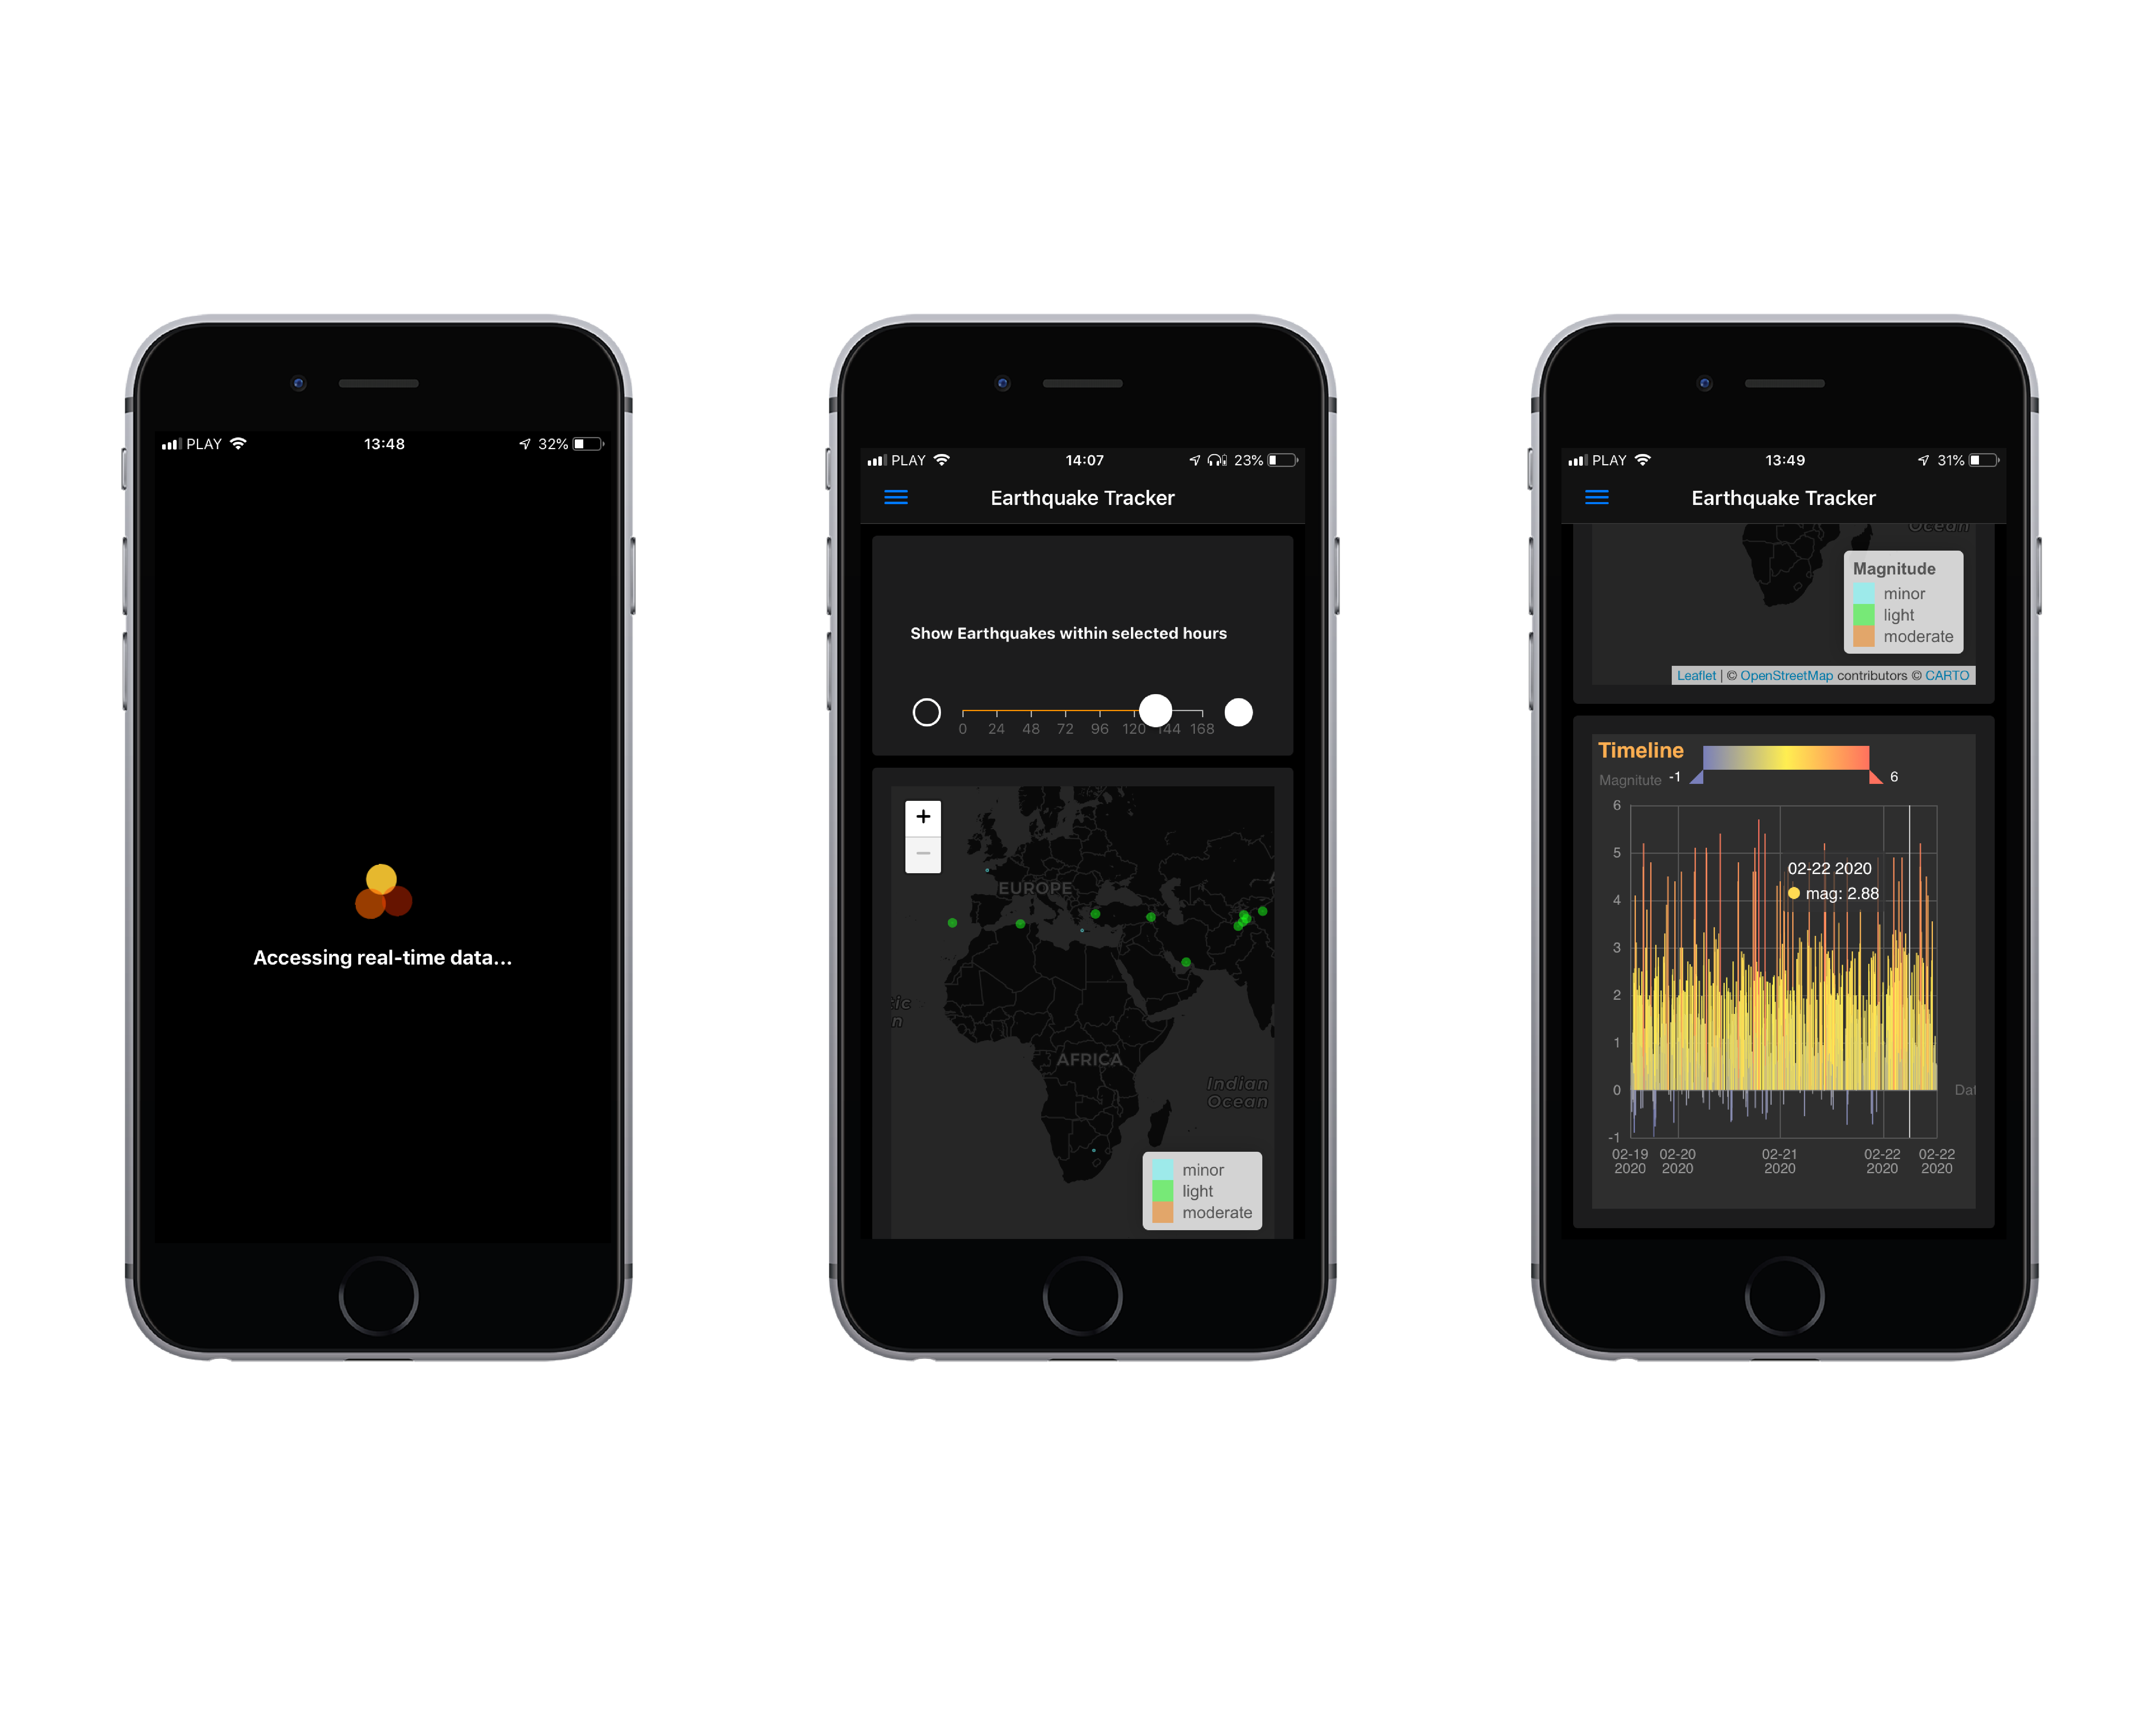 PLAY 13:48 32%
Accessing real-time data...
PLAY 14:07 23%
Earthquake Tracker
Show Earthquakes within selected hours
0 24 48 72 96 120 144 168
+
−
EUROPE
AFRICA
Indian
Ocean
minor
light
moderate
PLAY 13:49 31%
Earthquake Tracker
Ocean
Magnitude
minor
light
moderate
Leaflet | © OpenStreetMap contributors © CARTO
Timeline
Magnitute -1 6
6
5
02-22 2020
mag: 2.88
4
3
2
1
0
-1
02-19 02-20 02-21 02-22 02-22
2020 2020 2020 2020 2020